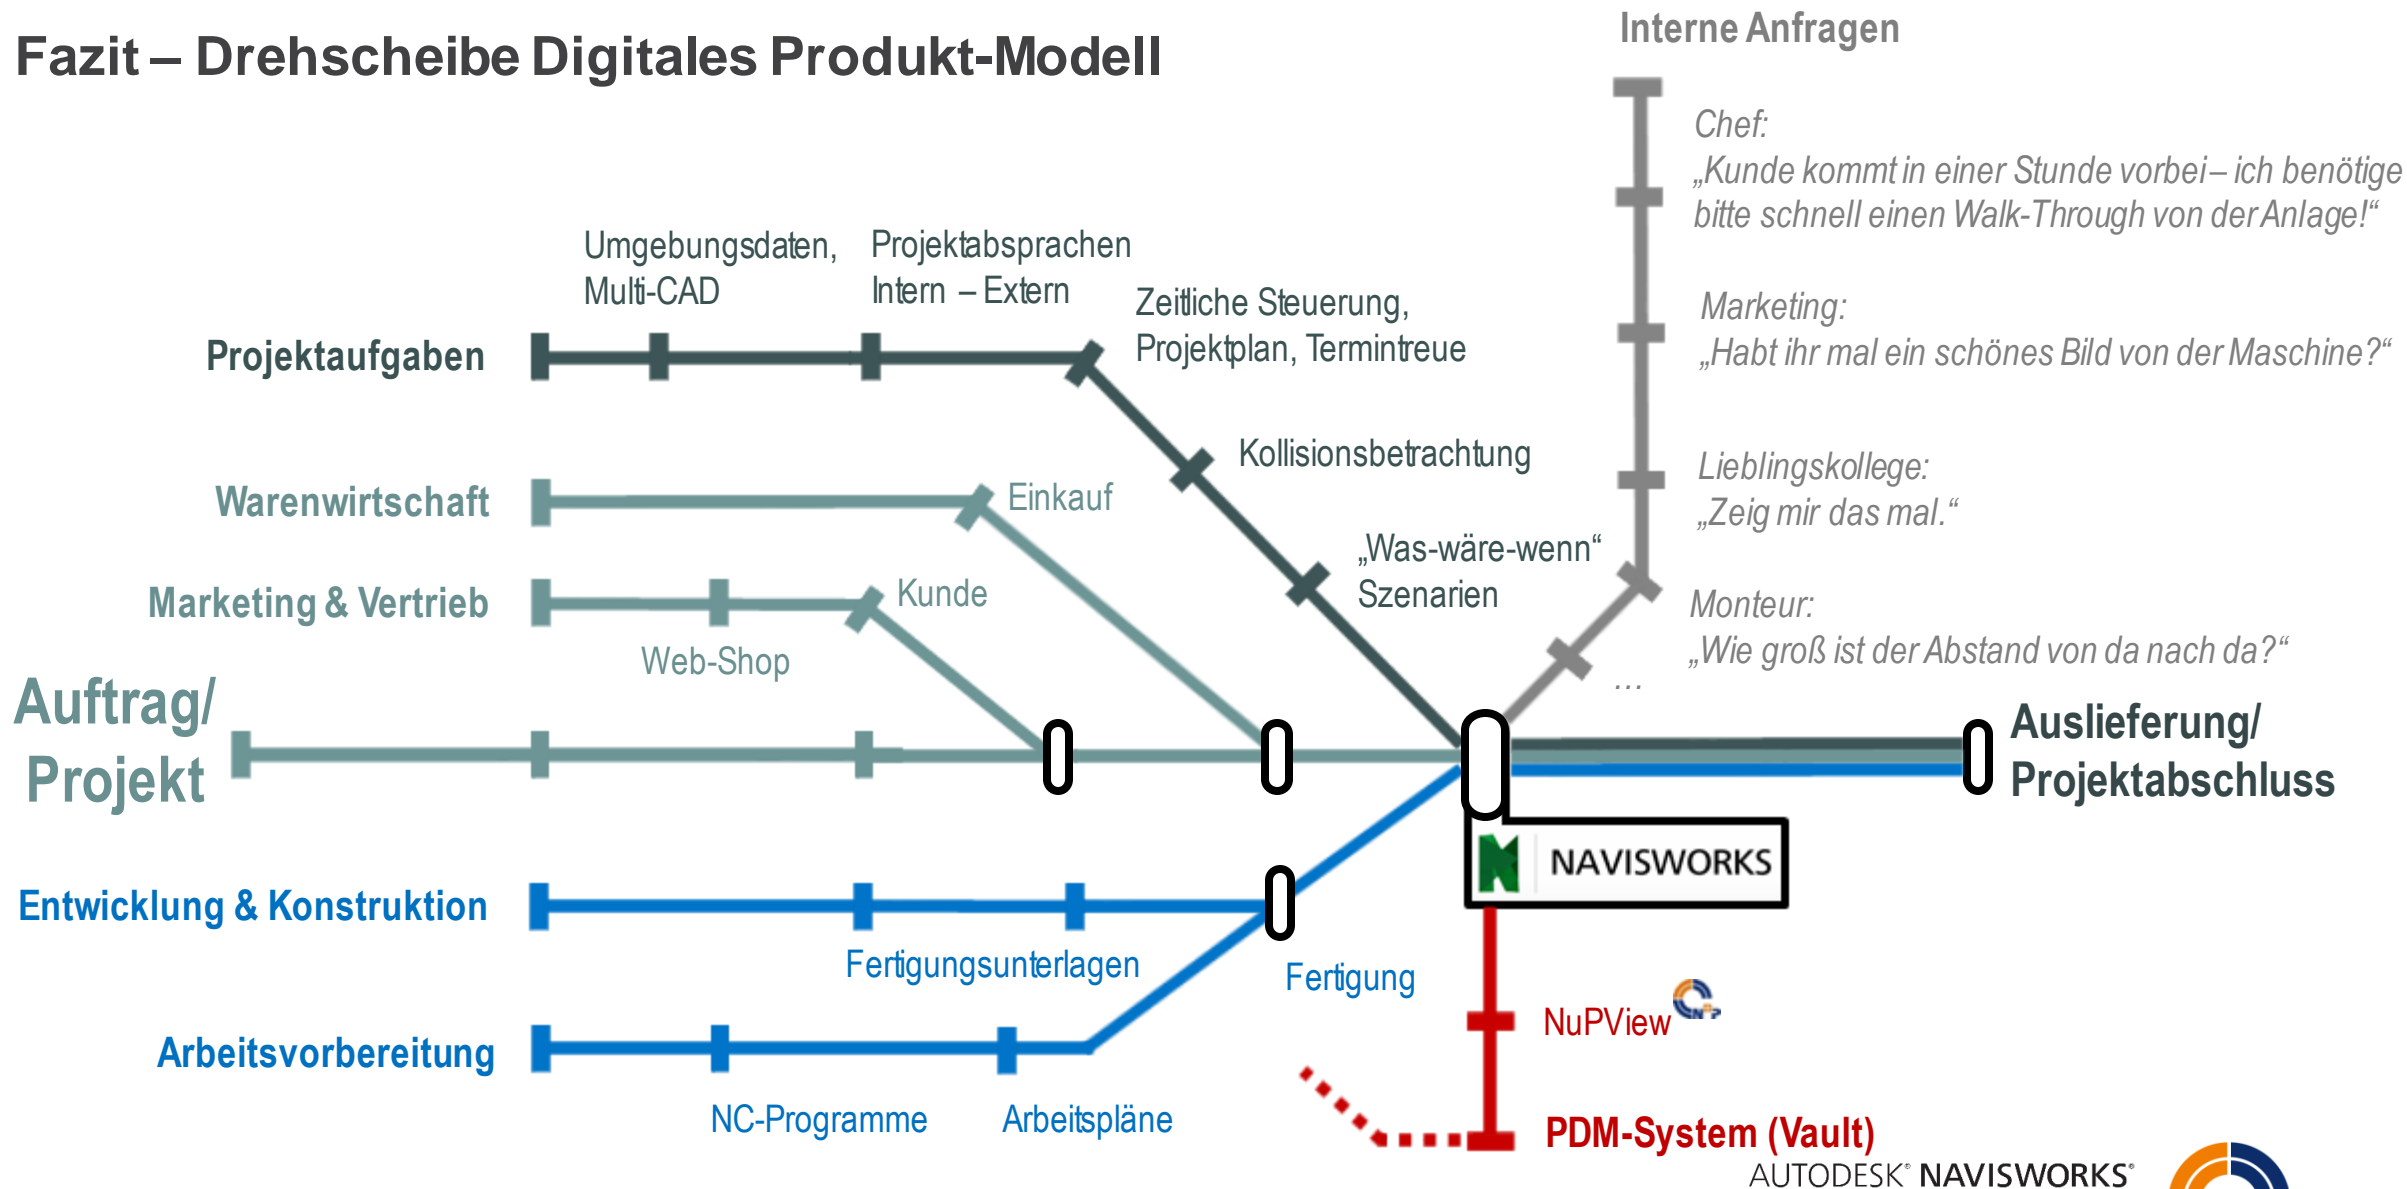 Fazit – Drehscheibe Digitales Produkt-Modell
Interne Anfragen
Chef:
„Kunde kommt in einer Stunde vorbei – ich benötige
bitte schnell einen Walk-Through von der Anlage!“
Marketing:
„Habt ihr mal ein schönes Bild von der Maschine?“
Lieblingskollege:
„Zeig mir das mal.“
Monteur:
„Wie groß ist der Abstand von da nach da?“
…
Umgebungsdaten,
Multi-CAD
Projektabsprachen
Intern – Extern
Zeitliche Steuerung,
Projektplan, Termintreue
Projektaufgaben
Kollisionsbetrachtung
„Was-wäre-wenn“
Szenarien
Warenwirtschaft
Einkauf
Marketing & Vertrieb
Kunde
Web-Shop
Auftrag/
Projekt
Auslieferung/
Projektabschluss
NAVISWORKS
Entwicklung & Konstruktion
Fertigungsunterlagen
Fertigung
Arbeitsvorbereitung
NC-Programme
Arbeitspläne
NuPView
N+P
PDM-System (Vault)
AUTODESK® NAVISWORKS®